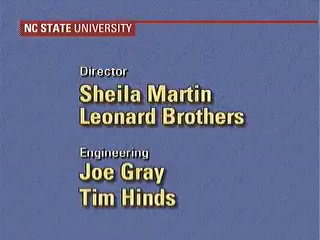 NC STATE UNIVERSITY
Director
Sheila Martin
Leonard Brothers
Engineering
Joe Gray
Tim Hinds